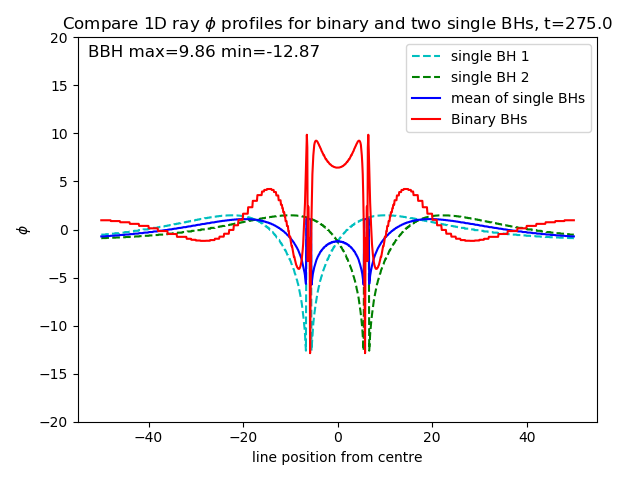 Compare 1D ray ϕ profiles for binary and two single BHs, t=275.0
BBH max=9.86 min=-12.87
single BH 1
single BH 2
mean of single BHs
Binary BHs
20
15
10
5
0
−5
−10
−15
−20
ϕ
−40
−20
0
20
40
line position from centre